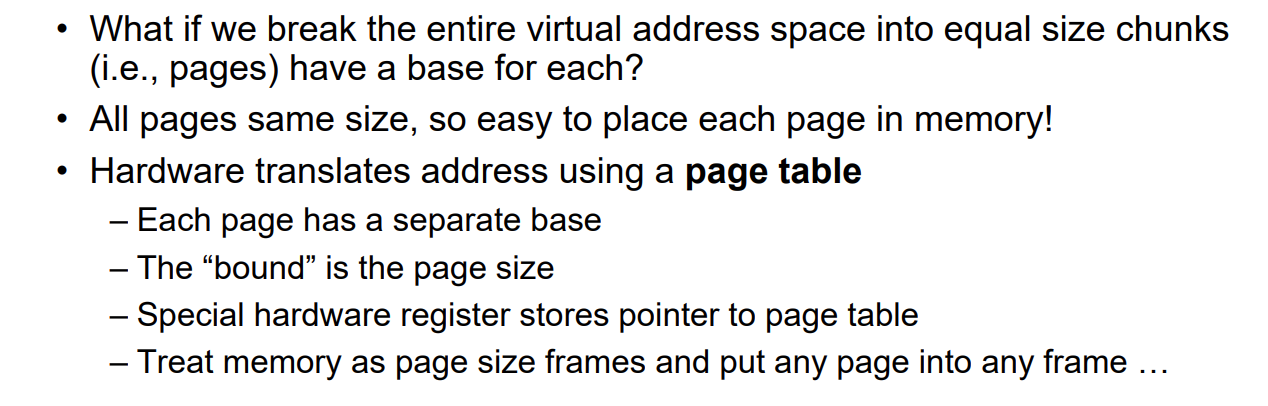 • What if we break the entire virtual address space into equal size chunks
(i.e., pages) have a base for each?
• All pages same size, so easy to place each page in memory!
• Hardware translates address using a page table
– Each page has a separate base
– The “bound” is the page size
– Special hardware register stores pointer to page table
– Treat memory as page size frames and put any page into any frame …